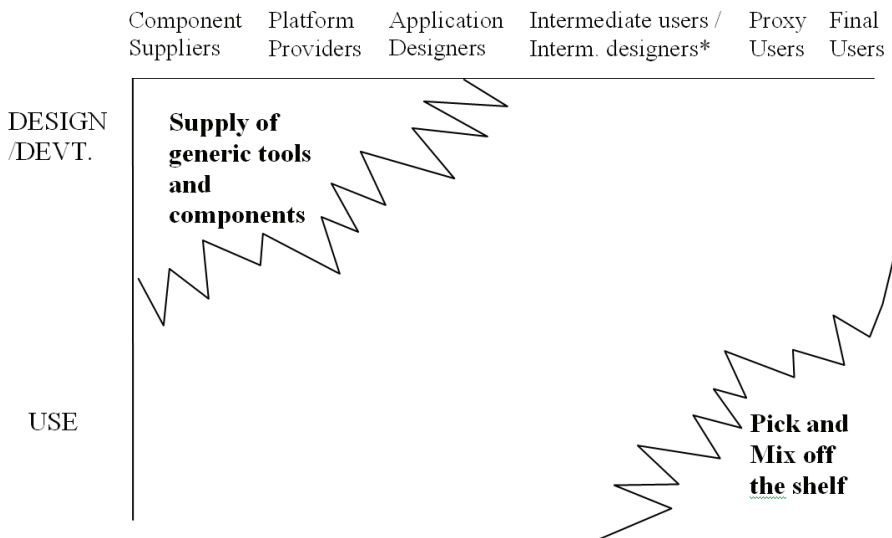 Component Suppliers
Platform Providers
Application Designers
Intermediate users / Interm. designers*
Proxy Users
Final Users
DESIGN
/DEVT.
Supply of
generic tools
and
components
USE
Pick and
Mix off
the shelf